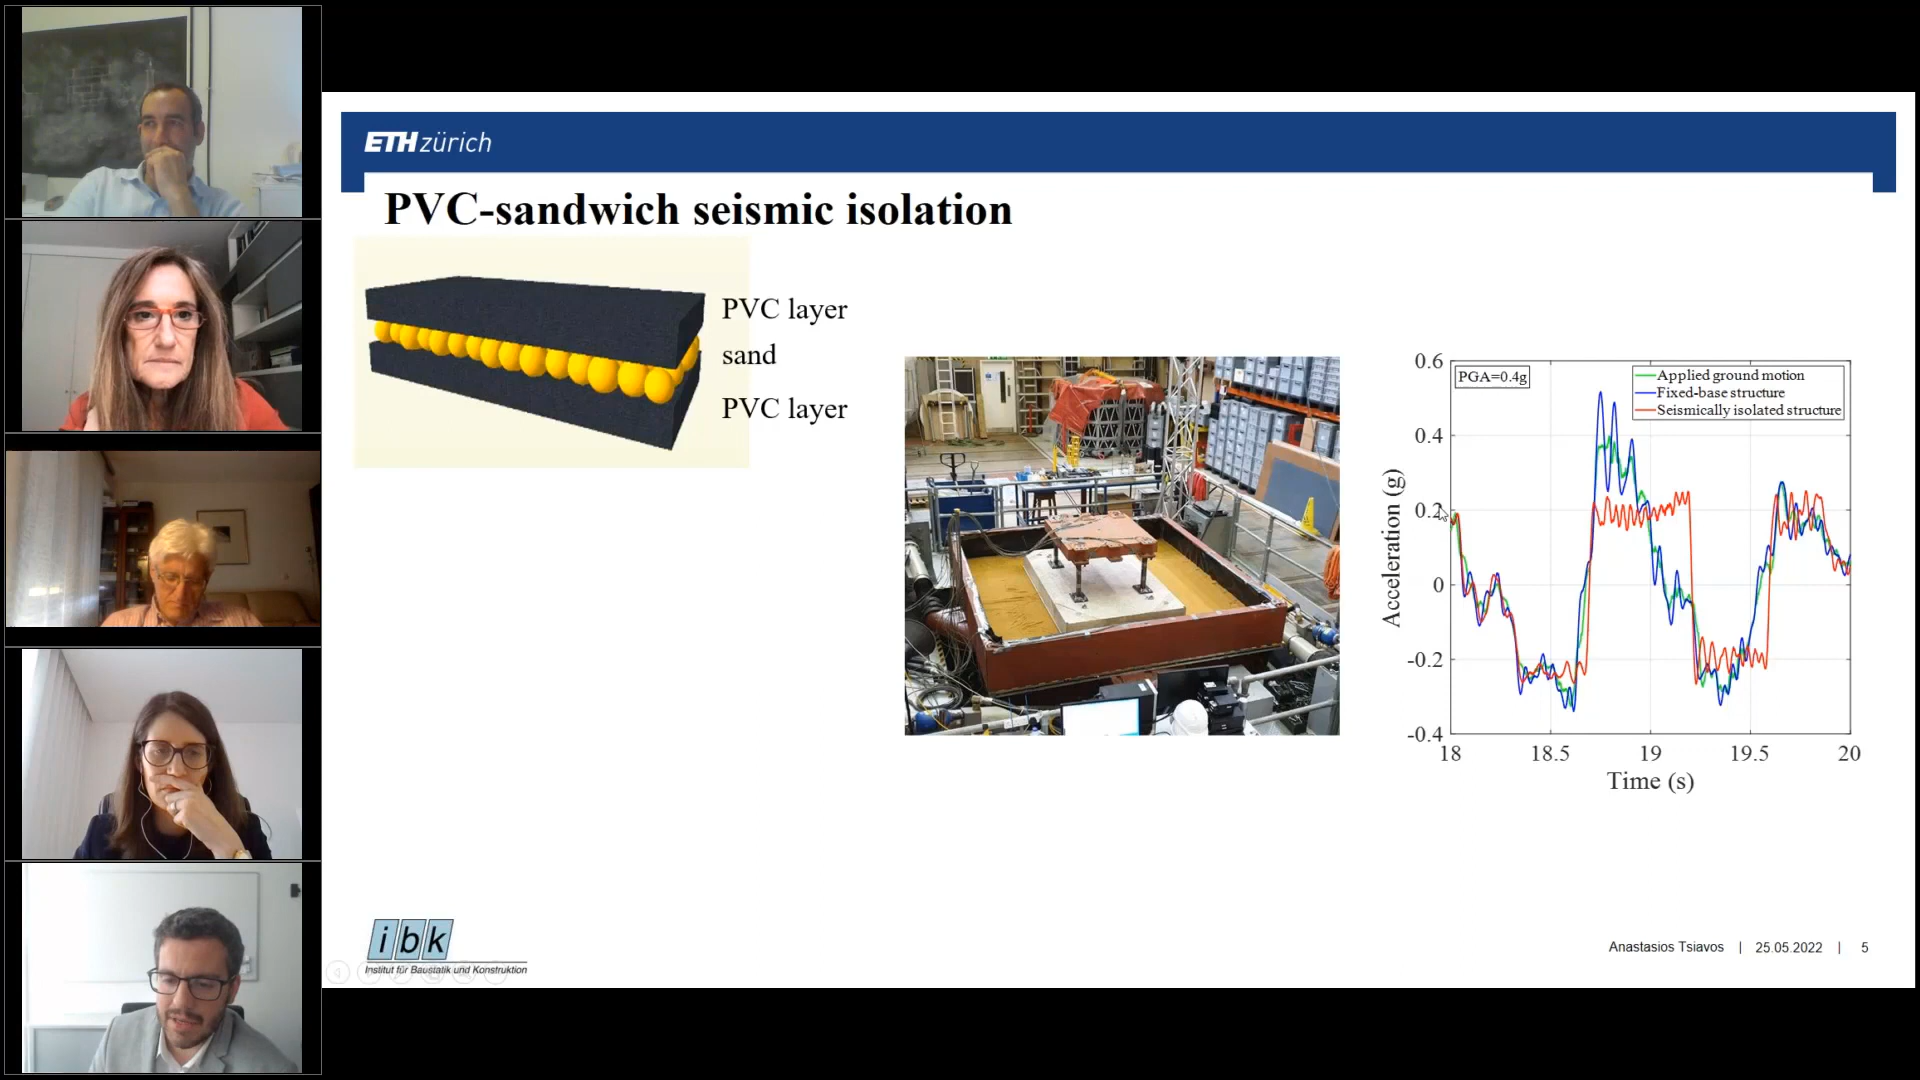 ETH zürich
PVC-sandwich seismic isolation
PVC layer
sand
PVC layer
PGA=0.4g
Applied ground motion
Fixed-base structure
Seismically isolated structure
Acceleration (g)
0.6
0.4
0.2
0
-0.2
-0.4
18
18.5
19
19.5
20
Time (s)
ibk
Institut für Baustatik und Konstruktion
Anastasios Tsiavos | 25.05.2022 | 5